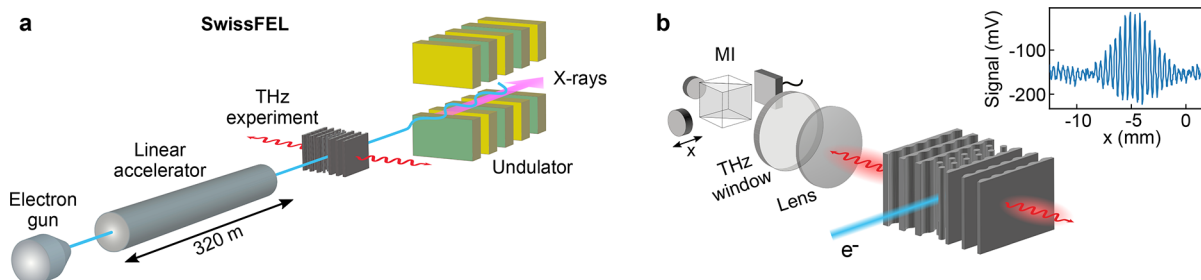 a
SwissFEL
THz
experiment
X-rays
Linear
accelerator
Undulator
Electron
gun
320 m
b
MI
x
THz
window
Lens
e-
Signal (mV)
-100
-200
-10
-5
0
x (mm)